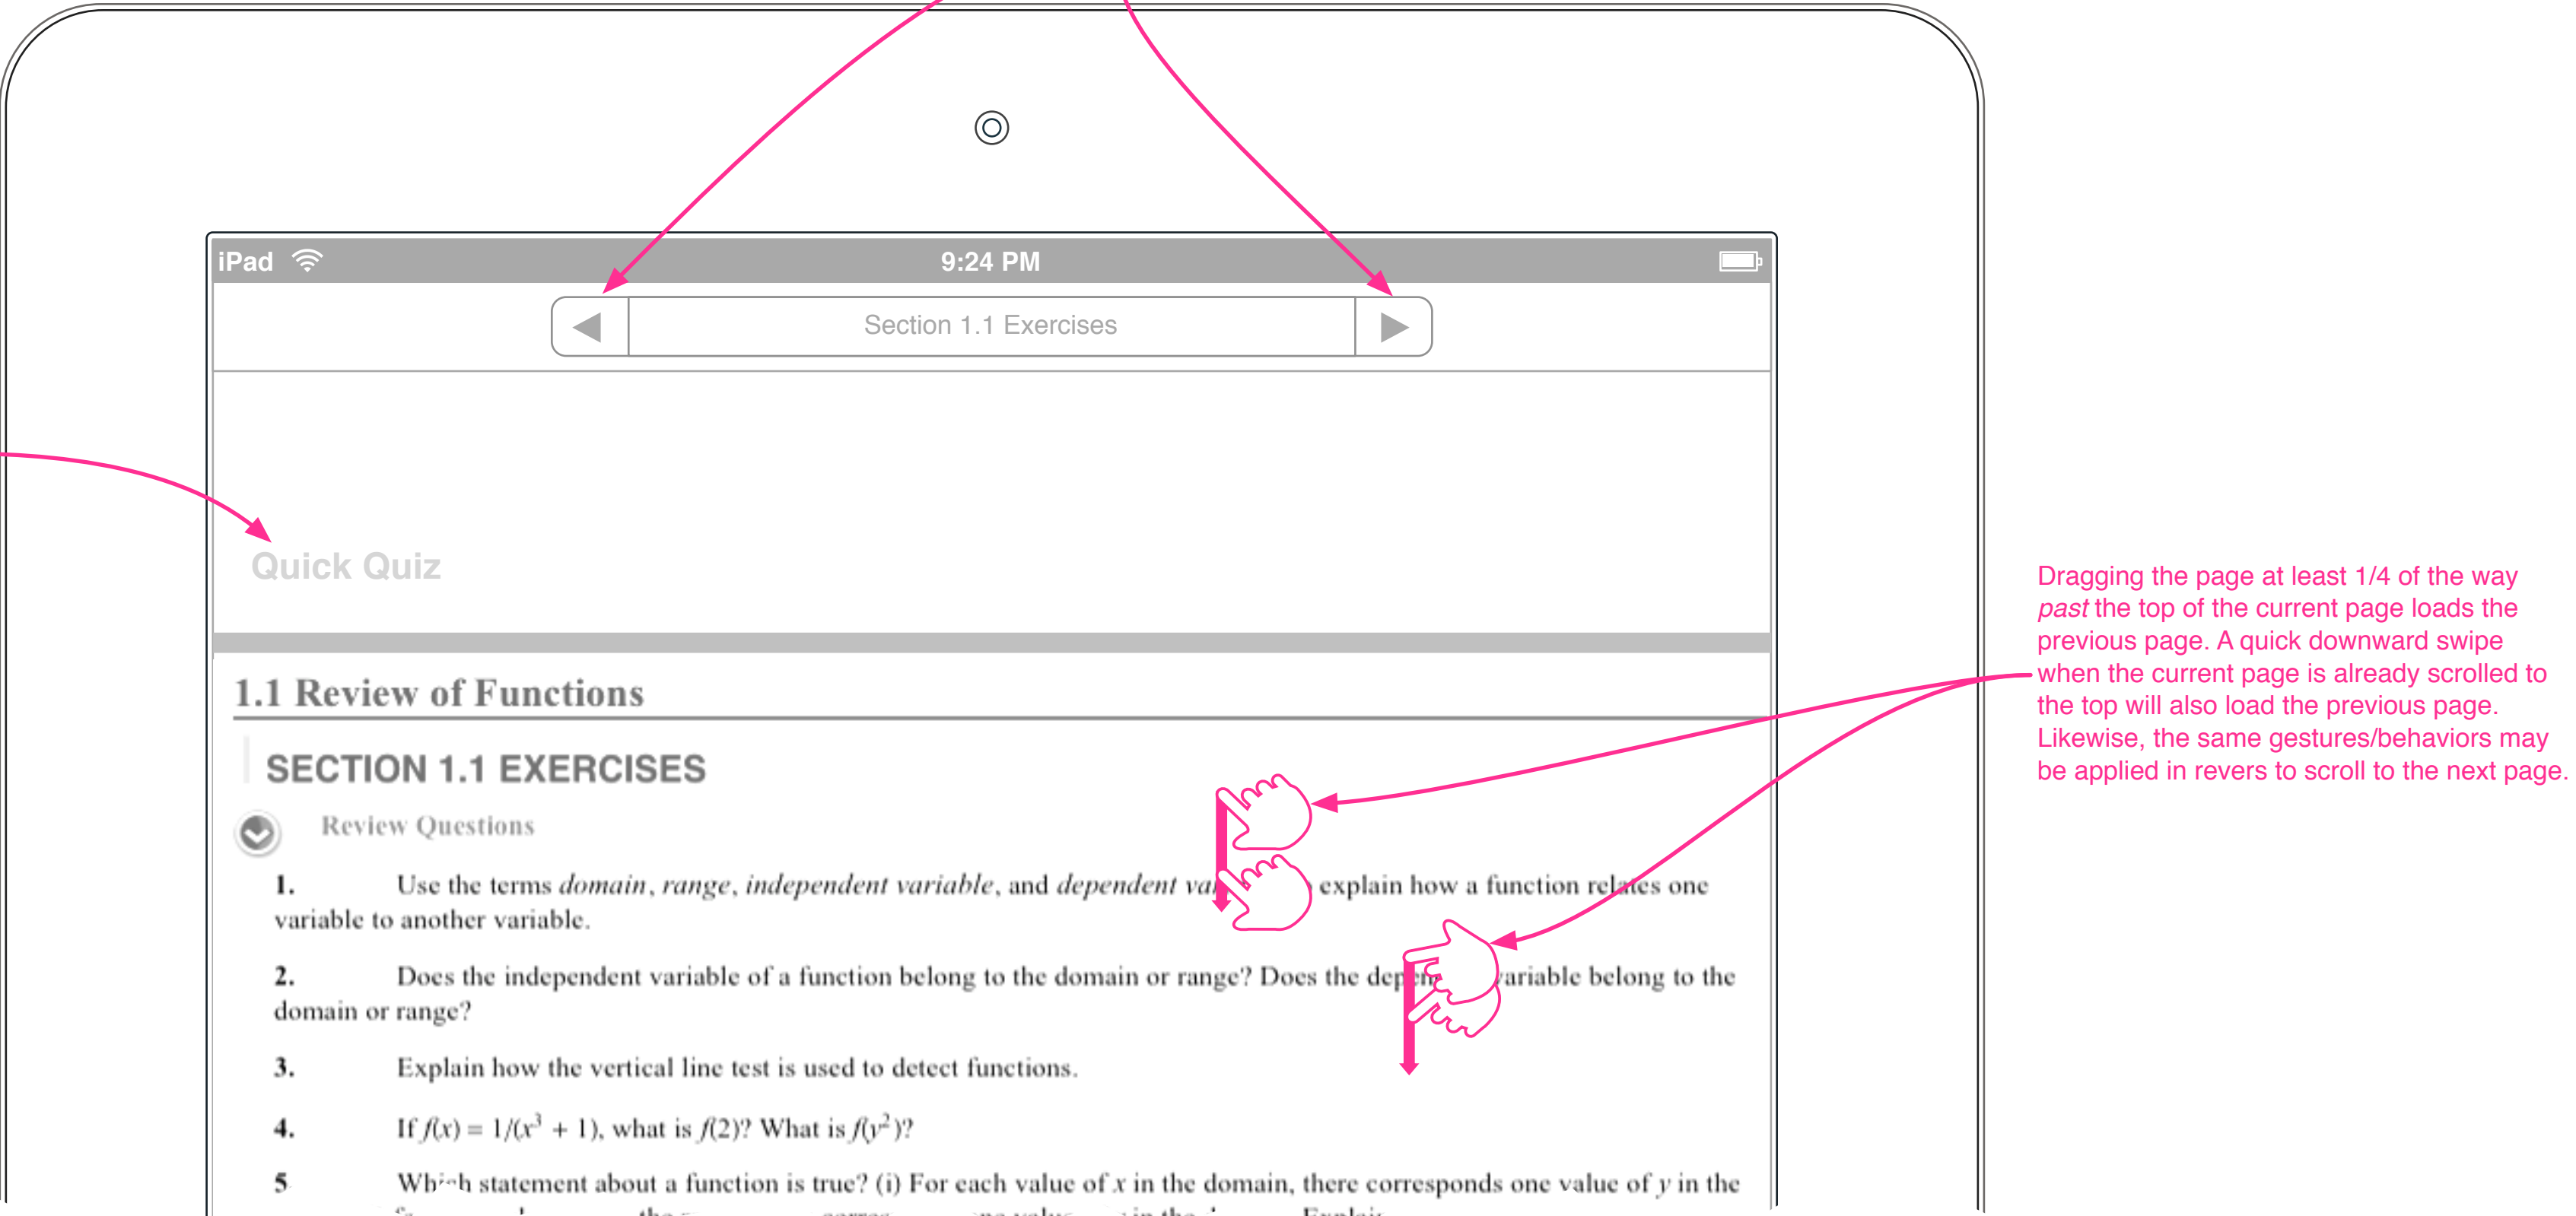 iPad 9:24 PM
Section 1.1 Exercises
Quick Quiz
1.1 Review of Functions
SECTION 1.1 EXERCISES
Review Questions
1. Use the terms domain, range, independent variable, and dependent explain how a function relates one
variable to another variable.
2. Does the independent variable of a function belong to the domain or range? Does the variable belong to the
domain or range?
3. Explain how the vertical line test is used to detect functions.
4. If f(x) = 1/(x³ + 1), what is f(2)? What is f(y²)?
5 Which statement about a function is true? (i) For each value of x in the domain, there corresponds one value of y in the
Dragging the page at least 1/4 of the way
past the top of the current page loads the
previous page. A quick downward swipe
when the current page is already scrolled to
the top will also load the previous page.
Likewise, the same gestures/behaviors may
be applied in revers to scroll to the next page.